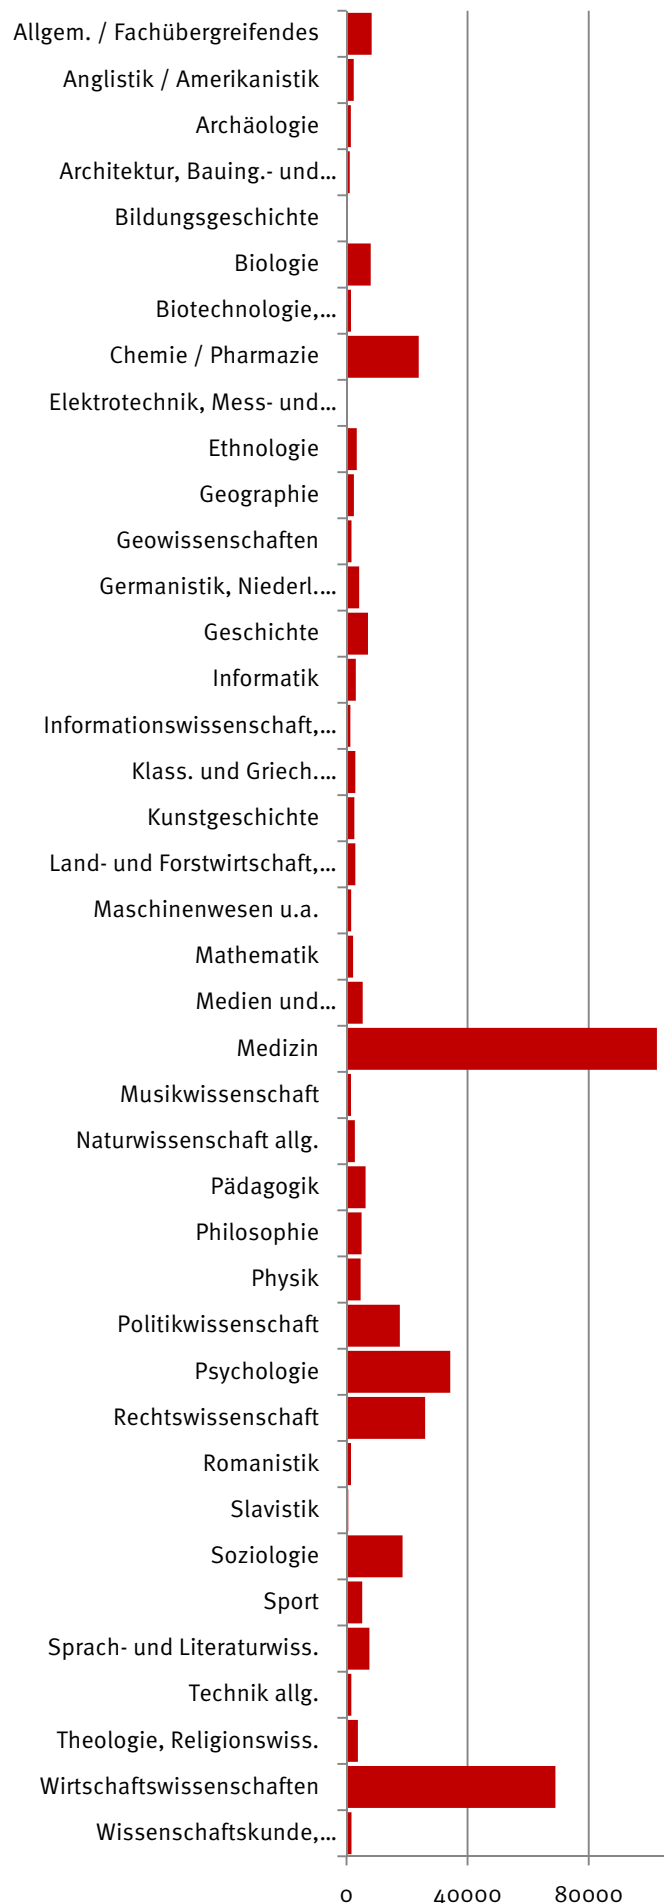 Allgem. / Fachübergreifendes
Anglistik / Amerikanistik
Archäologie
Architektur, Bauing.- und...
Bildungsgeschichte
Biologie
Biotechnologie,...
Chemie / Pharmazie
Elektrotechnik, Mess- und...
Ethnologie
Geographie
Geowissenschaften
Germanistik, Niederl....
Geschichte
Informatik
Informationswissenschaft,...
Klass. und Griech....
Kunstgeschichte
Land- und Forstwirtschaft,...
Maschinenwesen u.a.
Mathematik
Medien und...
Medizin
Musikwissenschaft
Naturwissenschaft allg.
Pädagogik
Philosophie
Physik
Politikwissenschaft
Psychologie
Rechtswissenschaft
Romanistik
Slavistik
Soziologie
Sport
Sprach- und Literaturwiss.
Technik allg.
Theologie, Religionswiss.
Wirtschaftswissenschaften
Wissenschaftskunde,...
0 40000 80000